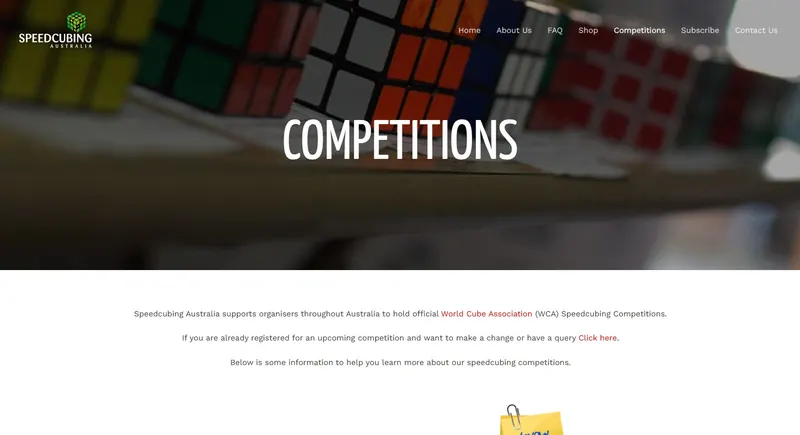 SPEEDCUBING
AUSTRALIA
Home About Us FAQ Shop Competitions Subscribe Contact Us
COMPETITIONS
Speedcubing Australia supports organisers throughout Australia to hold official World Cube Association (WCA) Speedcubing Competitions.
If you are already registered for an upcoming competition and want to make a change or have a query Click here.
Below is some information to help you learn more about our speedcubing competitions.